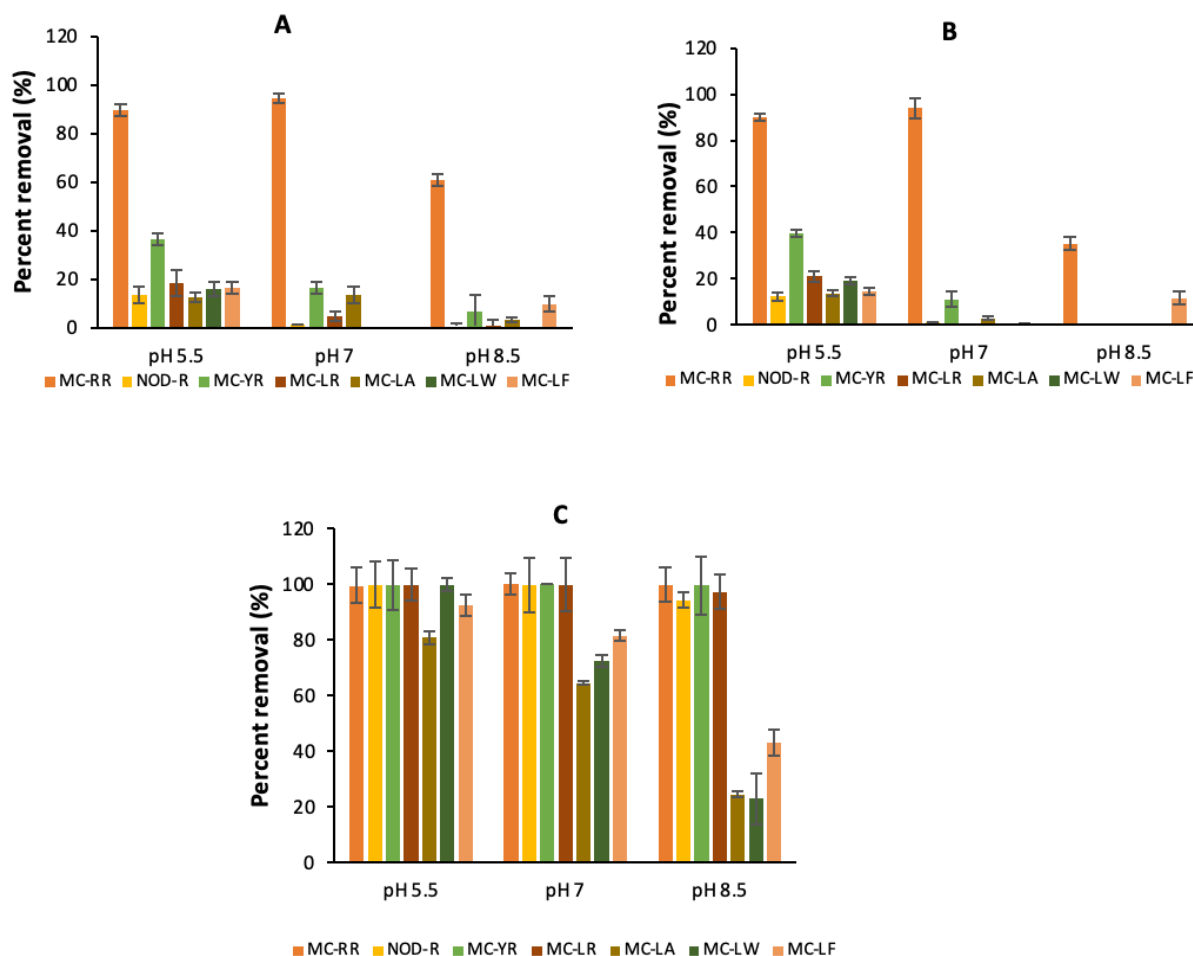 A
Percent removal (%)
120
100
80
60
40
20
0
pH 5.5 pH 7 pH 8.5
MC-RR NOD-R MC-YR MC-LR MC-LA MC-LW MC-LF
B
Percent removal (%)
120
100
80
60
40
20
0
pH 5.5 pH 7 pH 8.5
MC-RR NOD-R MC-YR MC-LR MC-LA MC-LW MC-LF
C
Percent removal (%)
120
100
80
60
40
20
0
pH 5.5 pH 7 pH 8.5
MC-RR NOD-R MC-YR MC-LR MC-LA MC-LW MC-LF